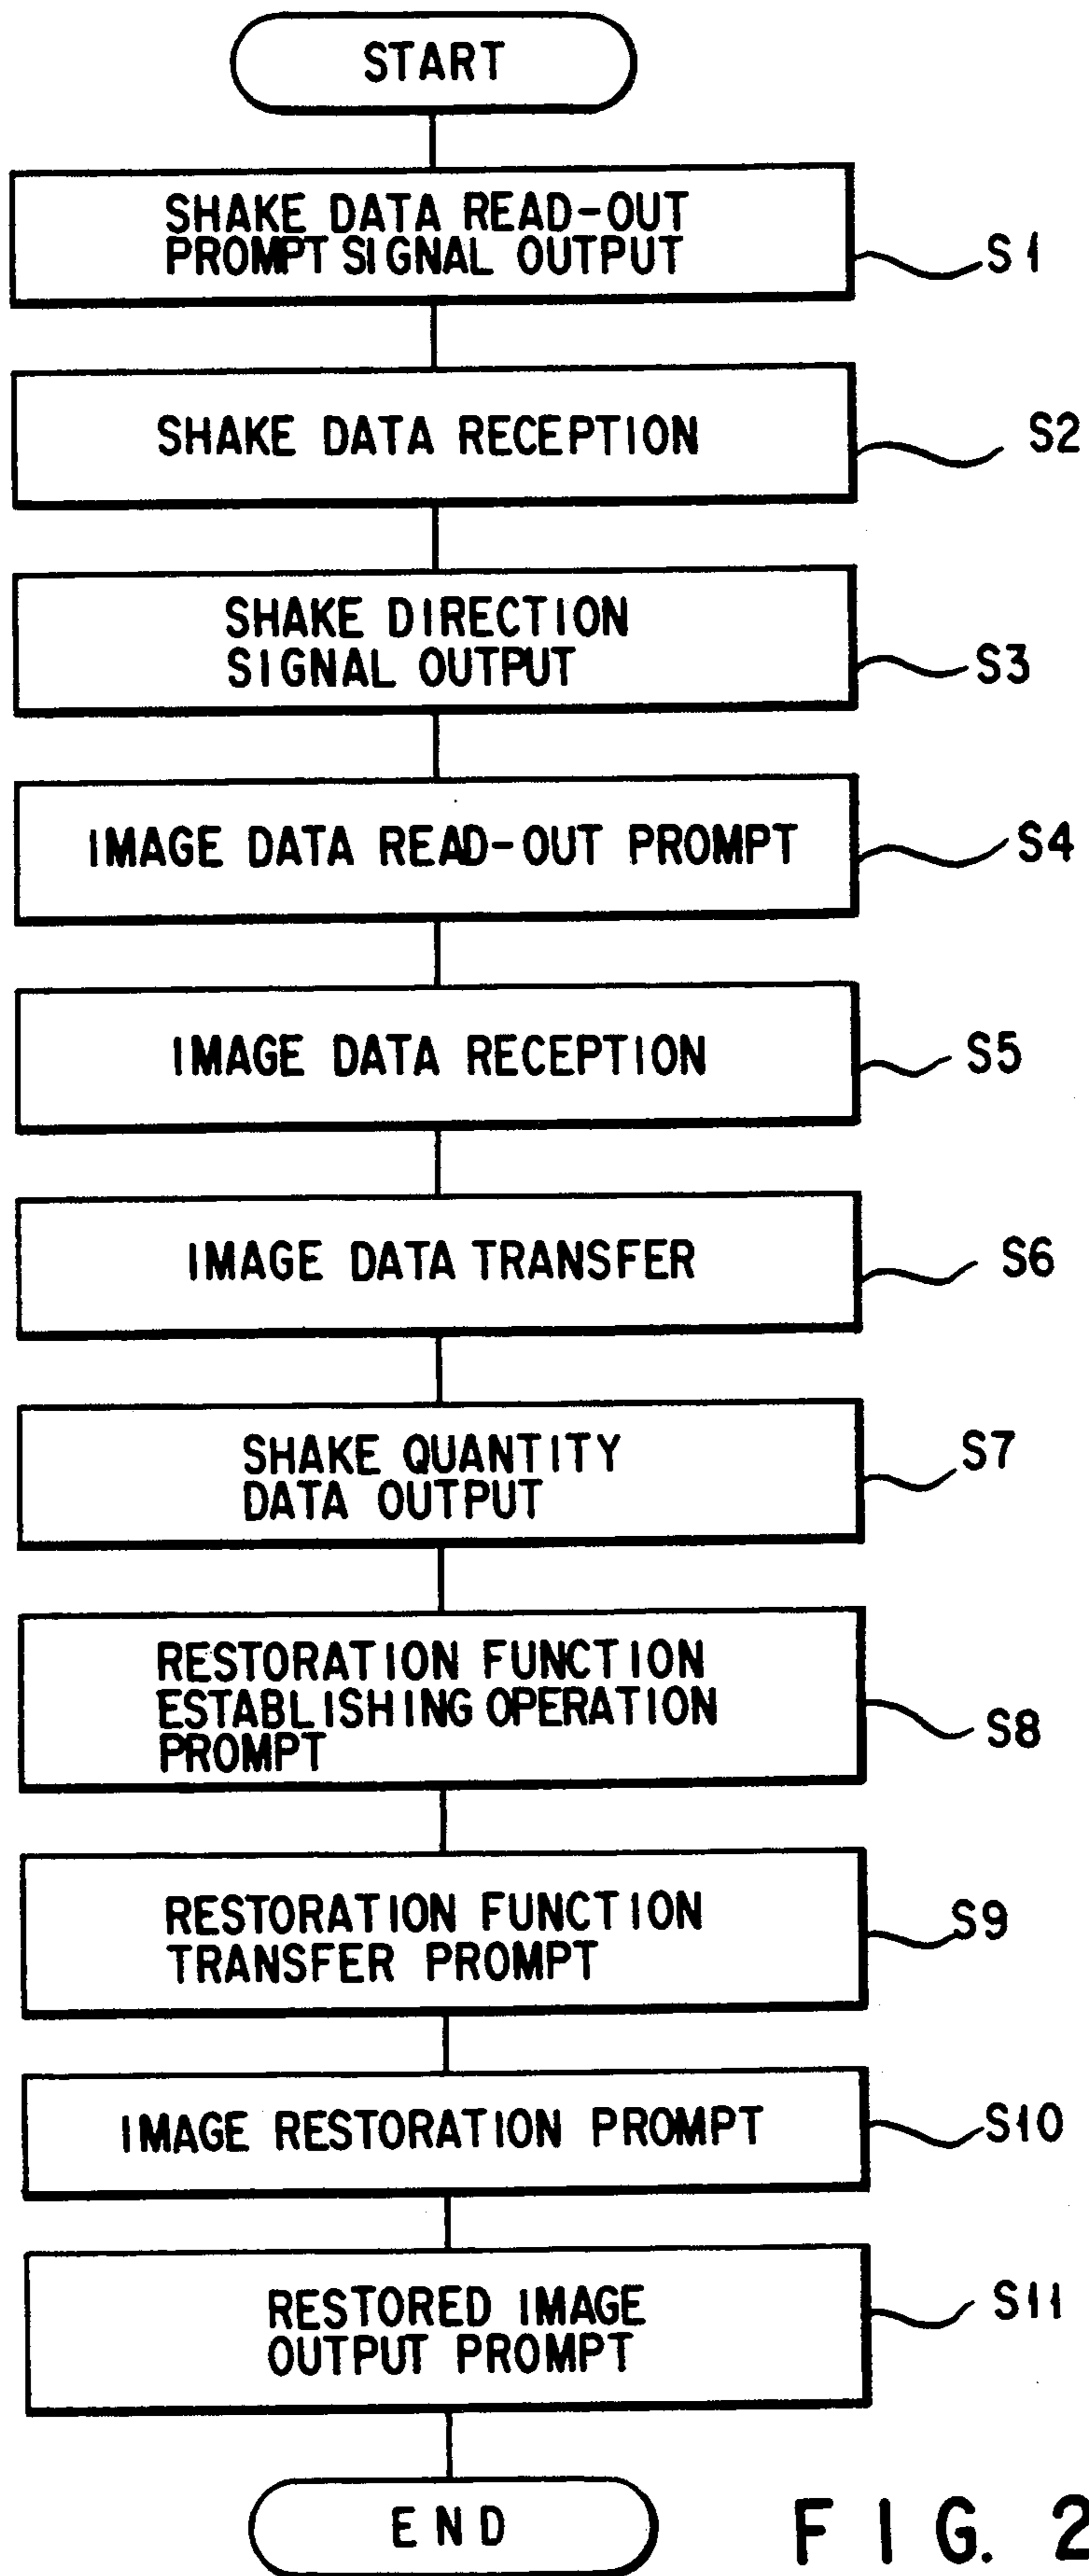 START
SHAKE DATA READ-OUT
PROMPT SIGNAL OUTPUT
S1
SHAKE DATA RECEPTION
S2
SHAKE DIRECTION
SIGNAL OUTPUT
S3
IMAGE DATA READ-OUT PROMPT
S4
IMAGE DATA RECEPTION
S5
IMAGE DATA TRANSFER
S6
SHAKE QUANTITY
DATA OUTPUT
S7
RESTORATION FUNCTION
ESTABLISHING OPERATION
PROMPT
S8
RESTORATION FUNCTION
TRANSFER PROMPT
S9
IMAGE RESTORATION PROMPT
S10
RESTORED IMAGE
OUTPUT PROMPT
S11
END
FIG. 2